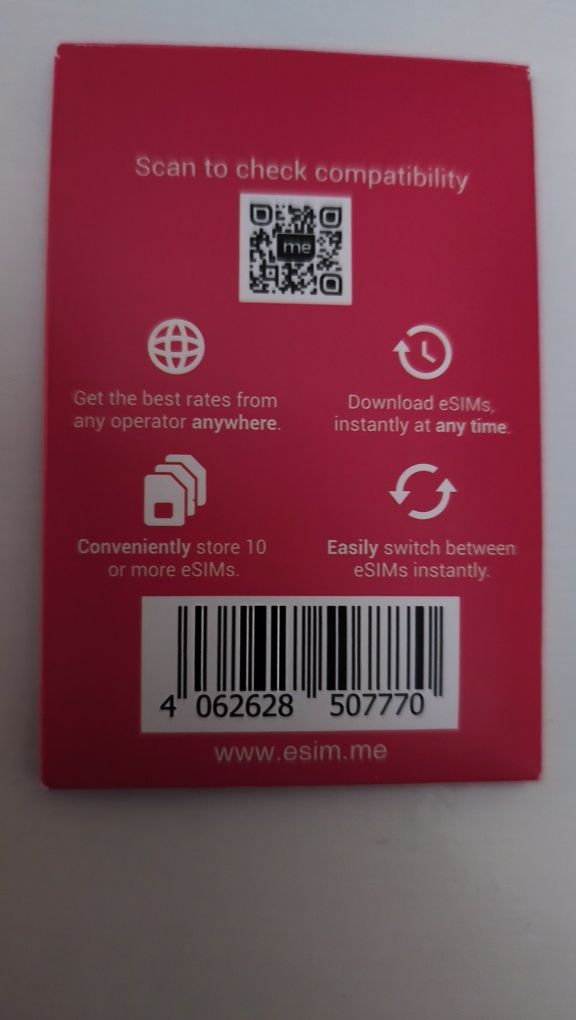 Scan to check compatibility
me
Get the best rates from
any operator anywhere.
Download eSIMs,
instantly at any time.
Conveniently store 10
or more eSIMs.
Easily switch between
eSIMs instantly.
4 062628 507770
www.esim.me